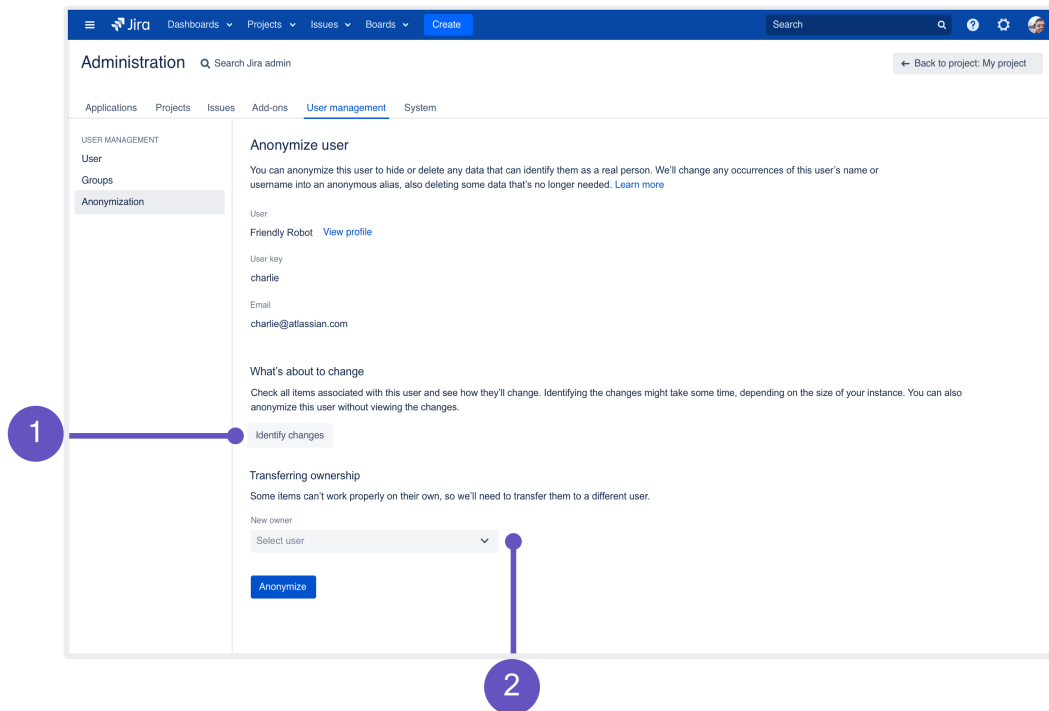 Jira Dashboards Projects Issues Boards Create Search
Administration Search Jira admin ← Back to project: My project
Applications Projects Issues Add-ons User management System
USER MANAGEMENT
User
Groups
Anonymization
Anonymize user
You can anonymize this user to hide or delete any data that can identify them as a real person. We'll change any occurrences of this user's name or
username into an anonymous alias, also deleting some data that's no longer needed. Learn more
User
Friendly Robot View profile
User key
charlie
Email
charlie@atlassian.com
What's about to change
Check all items associated with this user and see how they'll change. Identifying the changes might take some time, depending on the size of your instance. You can also
anonymize this user without viewing the changes.
1
Identify changes
Transferring ownership
Some items can't work properly on their own, so we'll need to transfer them to a different user.
New owner
Select user
Anonymize
2